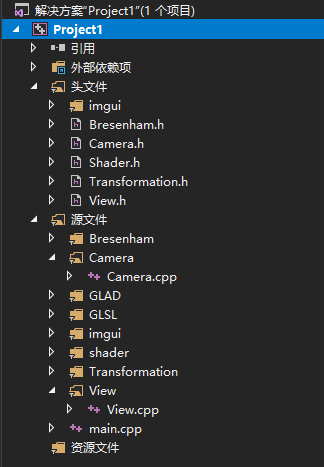 解决方案“Project1”(1 个项目)
Project1
引用
外部依赖项
头文件
imgui
Bresenham.h
Camera.h
Shader.h
Transformation.h
View.h
源文件
Bresenham
Camera
Camera.cpp
GLAD
GLSL
imgui
shader
Transformation
View
View.cpp
main.cpp
资源文件